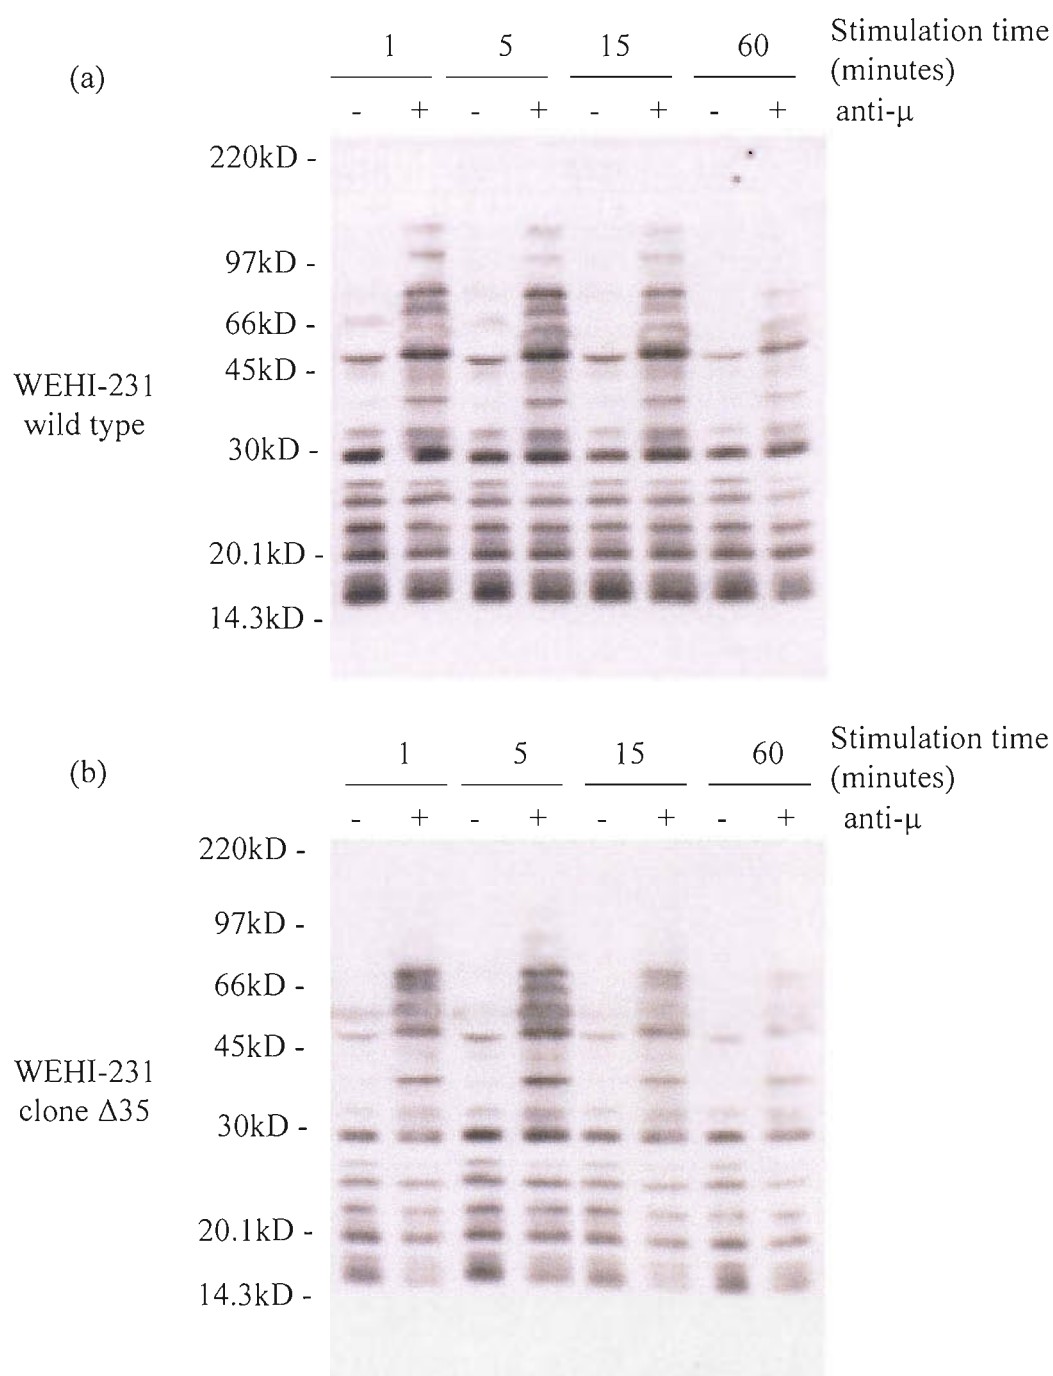 Stimulation time
1 5 15 60
(minutes)
(a)
- + - + - + - + anti-μ
220kD -
97kD -
66kD -
45kD -
WEHI-231
wild type
30kD -
20.1kD -
14.3kD -
Stimulation time
1 5 15 60
(minutes)
(b)
- + - + - + - + anti-μ
220kD -
97kD -
66kD -
45kD -
WEHI-231
clone Δ35
30kD -
20.1kD -
14.3kD -